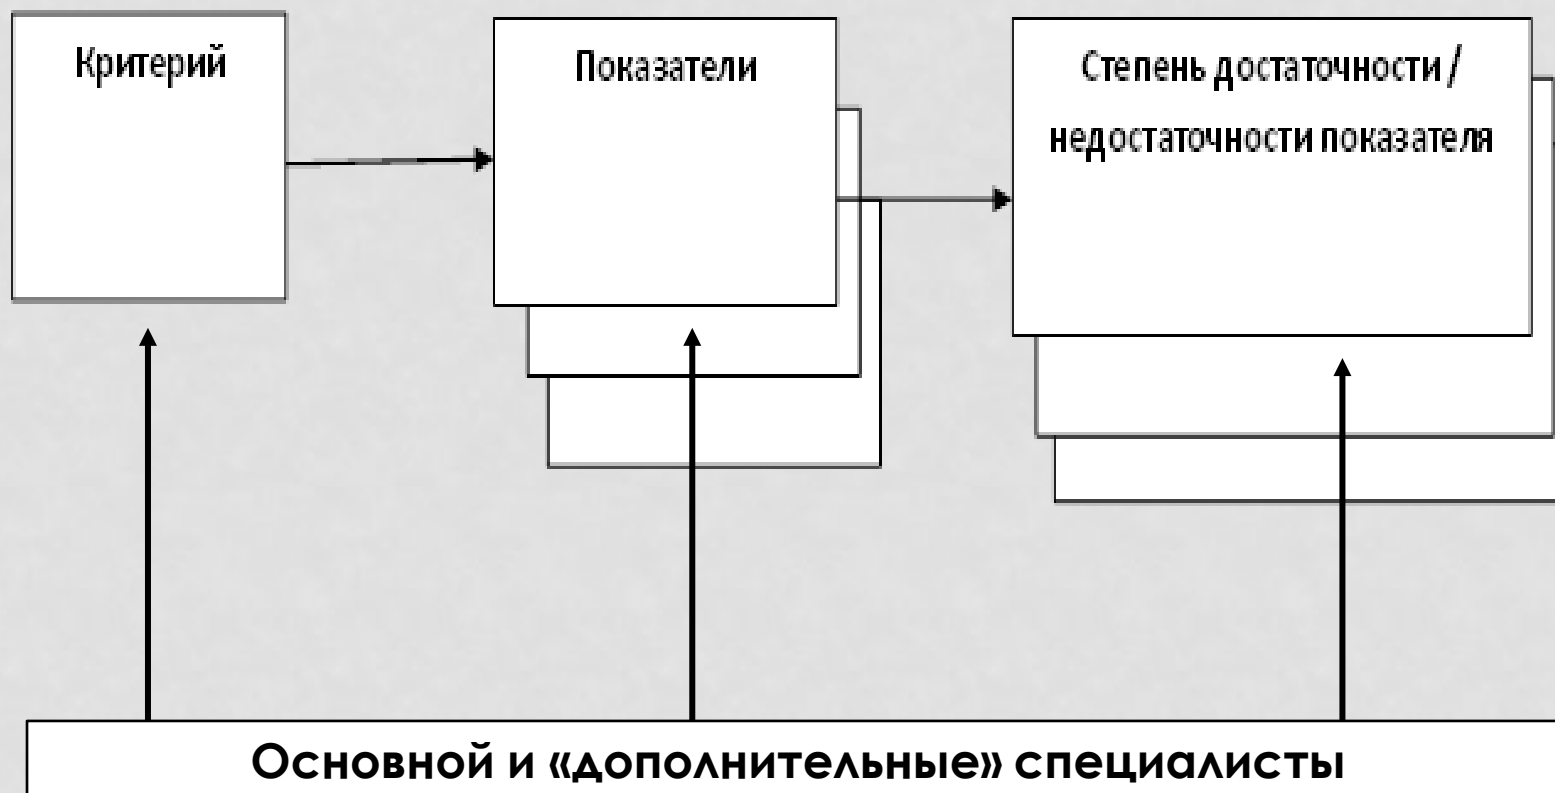 Критерий
Показатели
Степень достаточности /
недостаточности показателя
Основной и «дополнительные» специалисты